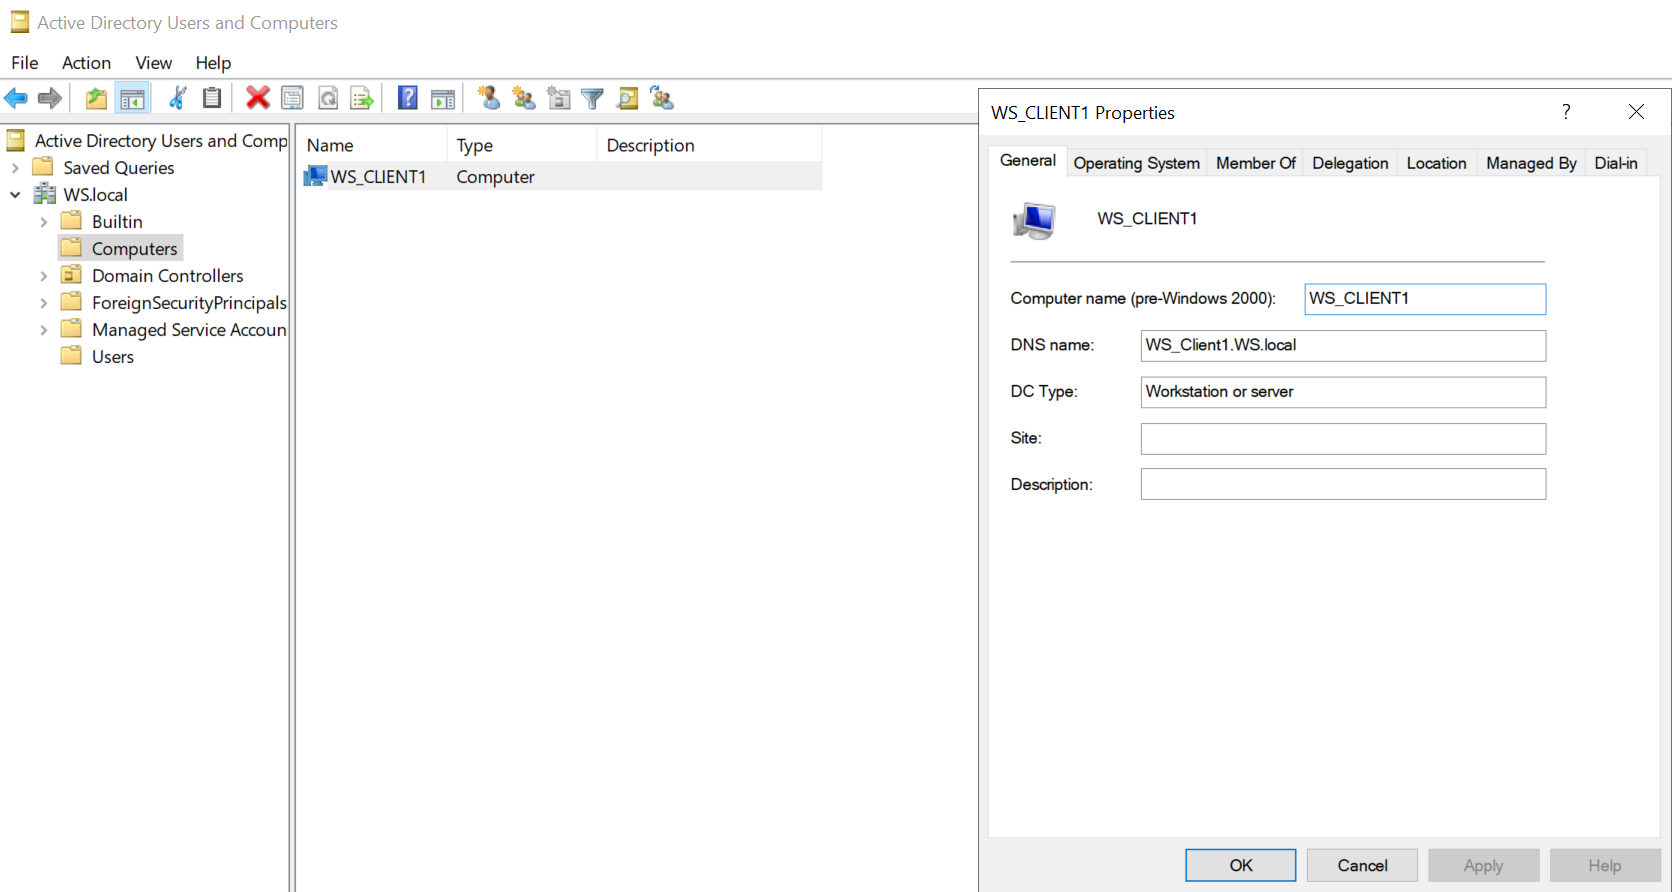 Active Directory Users and Computers
File Action View Help
Active Directory Users and Comp
Saved Queries
WS.local
Builtin
Computers
Domain Controllers
ForeignSecurityPrincipals
Managed Service Accoun
Users
Name Type Description
WS_CLIENT1 Computer
WS_CLIENT1 Properties
General Operating System Member Of Delegation Location Managed By Dial-in
WS_CLIENT1
Computer name (pre-Windows 2000): WS_CLIENT1
DNS name: WS_Client1.WS.local
DC Type: Workstation or server
Site:
Description:
OK Cancel Apply Help